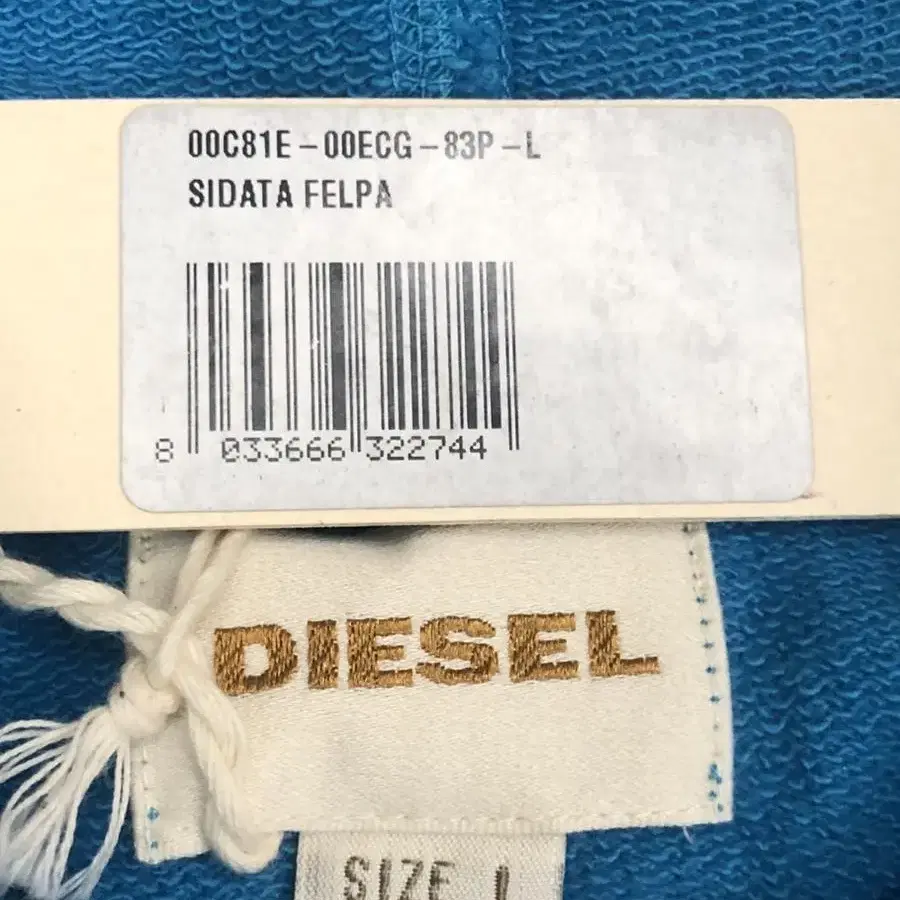 00C81E-00ECG-83P-L
SIDATA FELPA
8 033666 322744
DIESEL
SIZE L